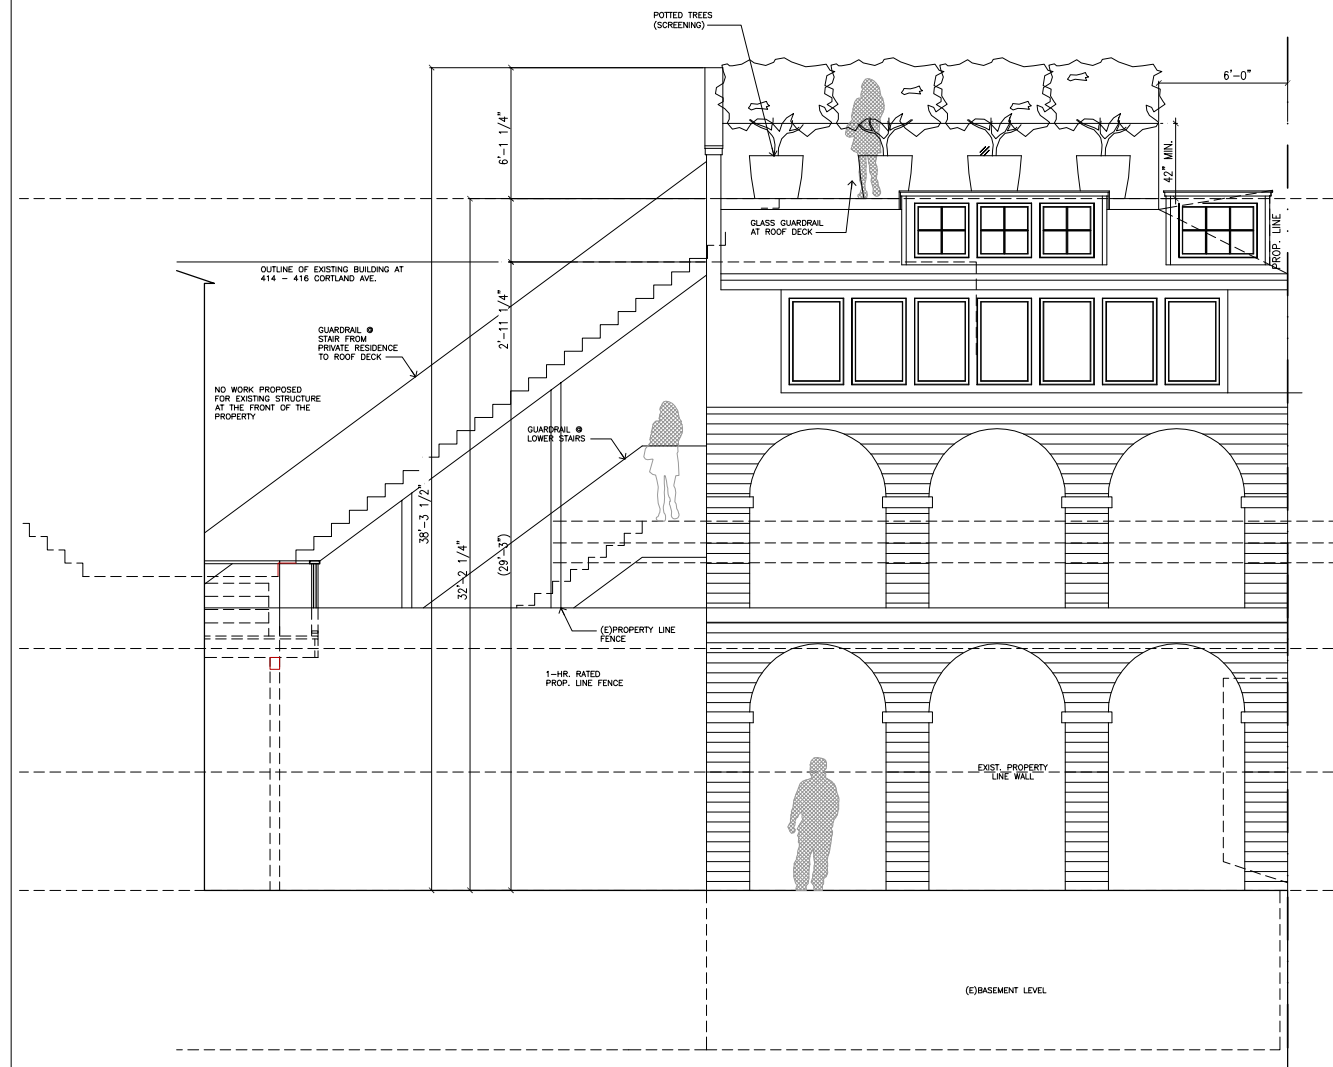 POTTED TREES
(SCREENING)
6'-0"
6'-1 1/4"
42" MIN.
GLASS GUARDRAIL
AT ROOF DECK
PROP. LINE
OUTLINE OF EXISTING BUILDING AT
414 - 416 CORTLAND AVE.
2'-11 1/4"
GUARDRAIL @
STAIR FROM
PRIVATE RESIDENCE
TO ROOF DECK
NO WORK PROPOSED
FOR EXISTING STRUCTURE
AT THE FRONT OF THE
PROPERTY
GUARDRAIL @
LOWER STAIRS
38'-3 1/2"
32'-2 1/4"
(29'-3")
(E)PROPERTY LINE
FENCE
1-HR. RATED
PROP. LINE FENCE
EXIST. PROPERTY
LINE WALL
(E)BASEMENT LEVEL